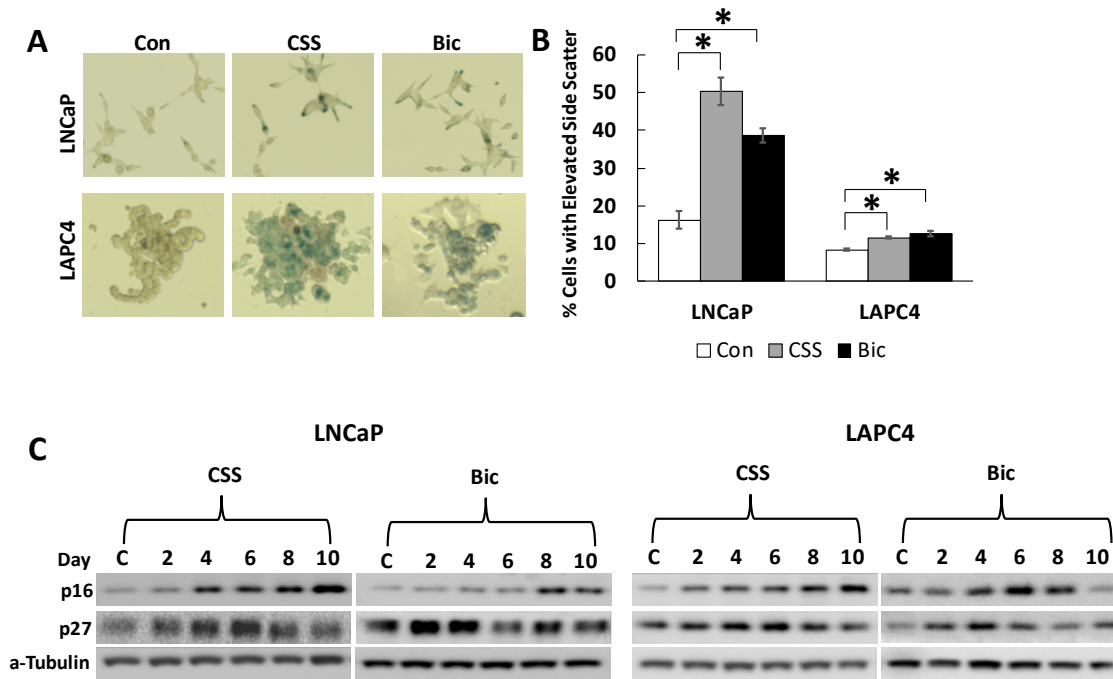 A
Con CSS Bic
LNCaP
LAPC4
B
% Cells with Elevated Side Scatter
60
50
40
30
20
10
0
* *
* *
LNCaP LAPC4
Con CSS Bic
C
LNCaP LAPC4
CSS Bic CSS Bic
Day C 2 4 6 8 10 C 2 4 6 8 10 C 2 4 6 8 10 C 2 4 6 8 10
p16
p27
a-Tubulin